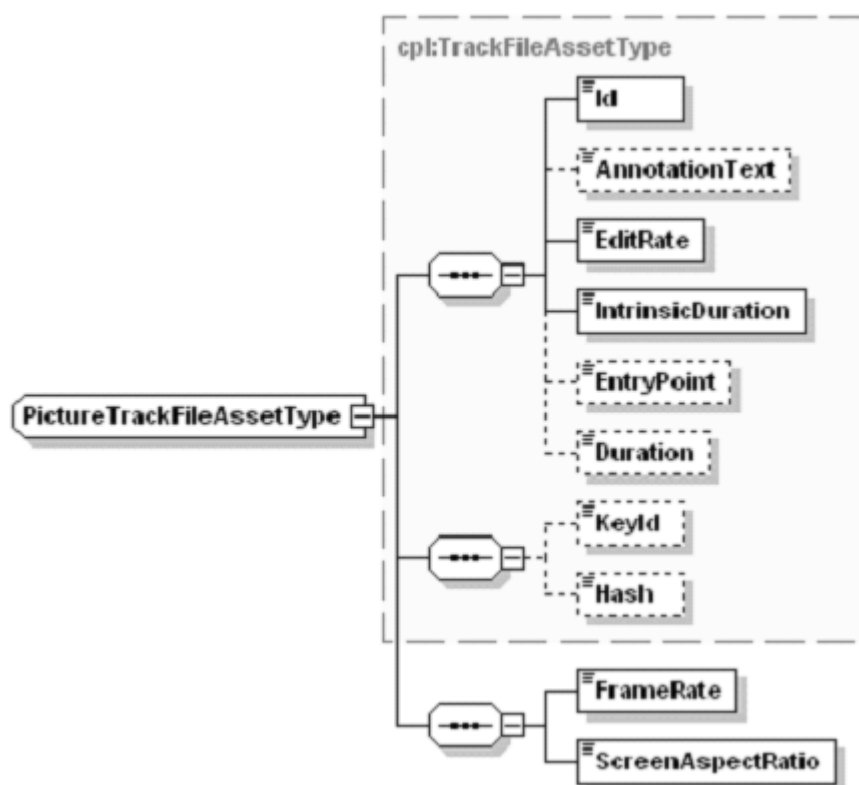 cpl:TrackFileAssetType
Id
AnnotationText
EditRate
IntrinsicDuration
EntryPoint
PictureTrackFileAssetType
Duration
KeyId
Hash
FrameRate
ScreenAspectRatio